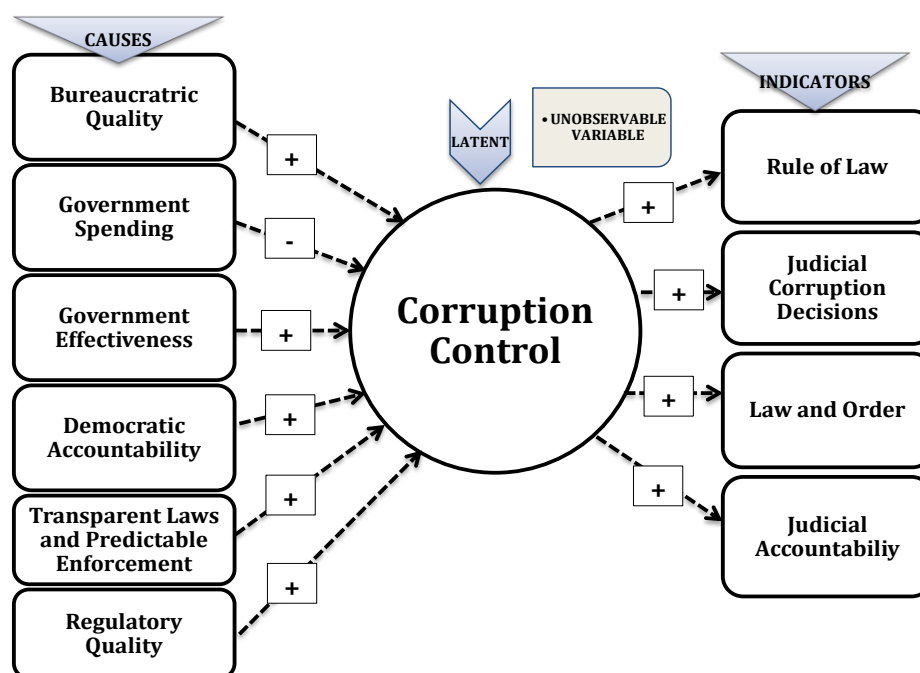 CAUSES
Bureaucratric
Quality
+
Government
Spending
-
Government
Effectiveness
+
Democratic
Accountability
+
Transparent Laws
and Predictable
Enforcement
+
Regulatory
Quality
+
LATENT
• UNOBSERVABLE
VARIABLE
Corruption
Control
INDICATORS
+
Rule of Law
+
Judicial
Corruption
Decisions
+
Law and Order
+
Judicial
Accountabiliy